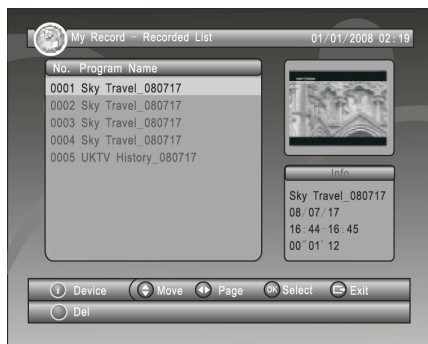 My Record - Recorded List 01/01/2008 02:19
No. Program Name
0001 Sky Travel_080717
0002 Sky Travel_080717
0003 Sky Travel_080717
0004 Sky Travel_080717
0005 UKTV History_080717
Info
Sky Travel_080717
08/07/17
16:44-16:45
00"01'12
i Device Move Page OK Select Exit
Del